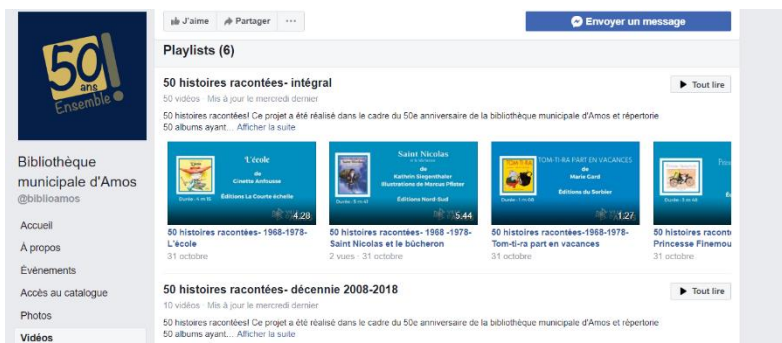 J'aime Partager ···
Envoyer un message
50 ans Ensemble!
Bibliothèque
municipale d'Amos
@biblioamos
Accueil
À propos
Événements
Accès au catalogue
Photos
Vidéos
Playlists (6)
50 histoires racontées- intégral
Tout lire
50 vidéos · Mis à jour le mercredi dernier
50 histoires racontées! Ce projet a été réalisé dans le cadre du 50e anniversaire de la bibliothèque municipale d'Amos et répertorie
50 albums ayant... Afficher la suite
L'école
de
Ginette Anfousse
Éditions La Courte échelle
4:28
50 histoires racontées- 1968-1978-
L'école
31 octobre
Saint Nicolas
de
Kathrin Siegenthaler
Illustrations de Marcus Pfister
Éditions Nord-Sud
5:44
50 histoires racontées- 1968 -1978-
Saint Nicolas et le bûcheron
2 vues · 31 octobre
TOM-TI-RA PART EN VACANCES
de
Marie Gard
Éditions du Sorbier
1:27
50 histoires racontées-1968-1978-
Tom-ti-ra part en vacances
31 octobre
50 histoires raconté
Princesse Finemou
31 octobre
50 histoires racontées- décennie 2008-2018
Tout lire
10 vidéos · Mis à jour le mercredi dernier
50 histoires racontées! Ce projet a été réalisé dans le cadre du 50e anniversaire de la bibliothèque municipale d'Amos et répertorie
50 albums ayant... Afficher la suite